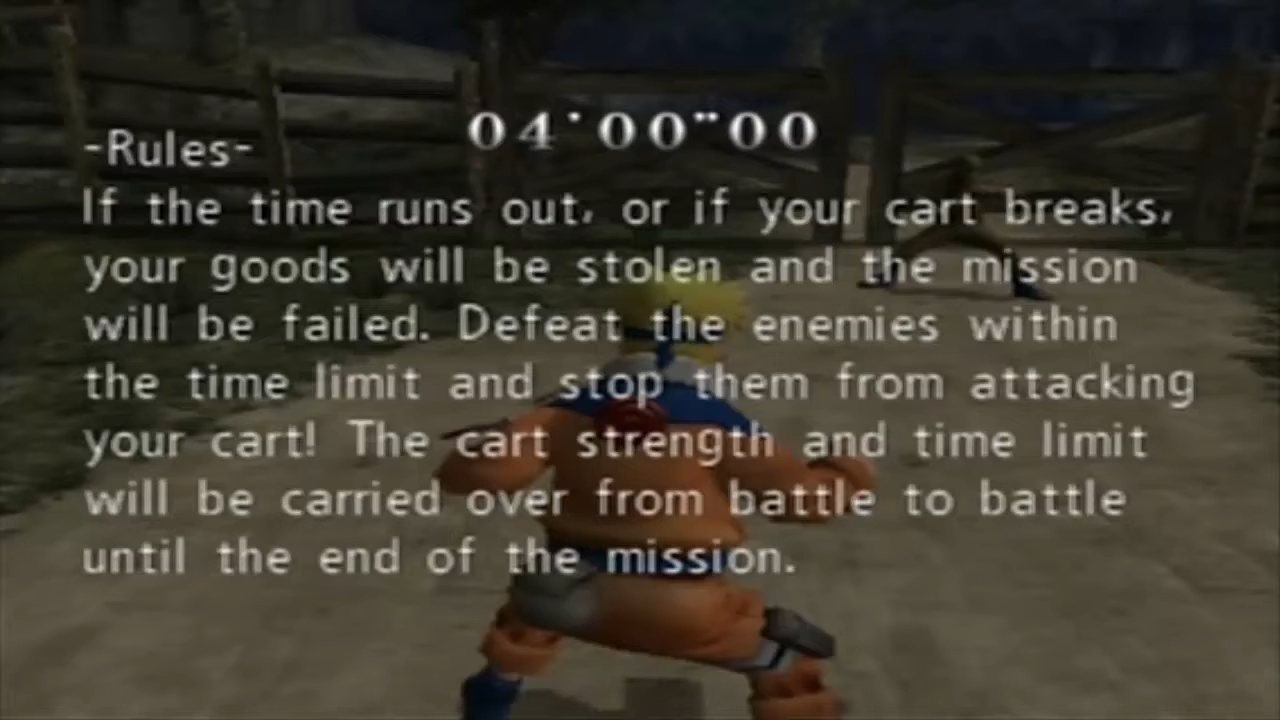 04'00"00
-Rules-
If the time runs out, or if your cart breaks,
your goods will be stolen and the mission
will be failed. Defeat the enemies within
the time limit and stop them from attacking
your cart! The cart strength and time limit
will be carried over from battle to battle
until the end of the mission.